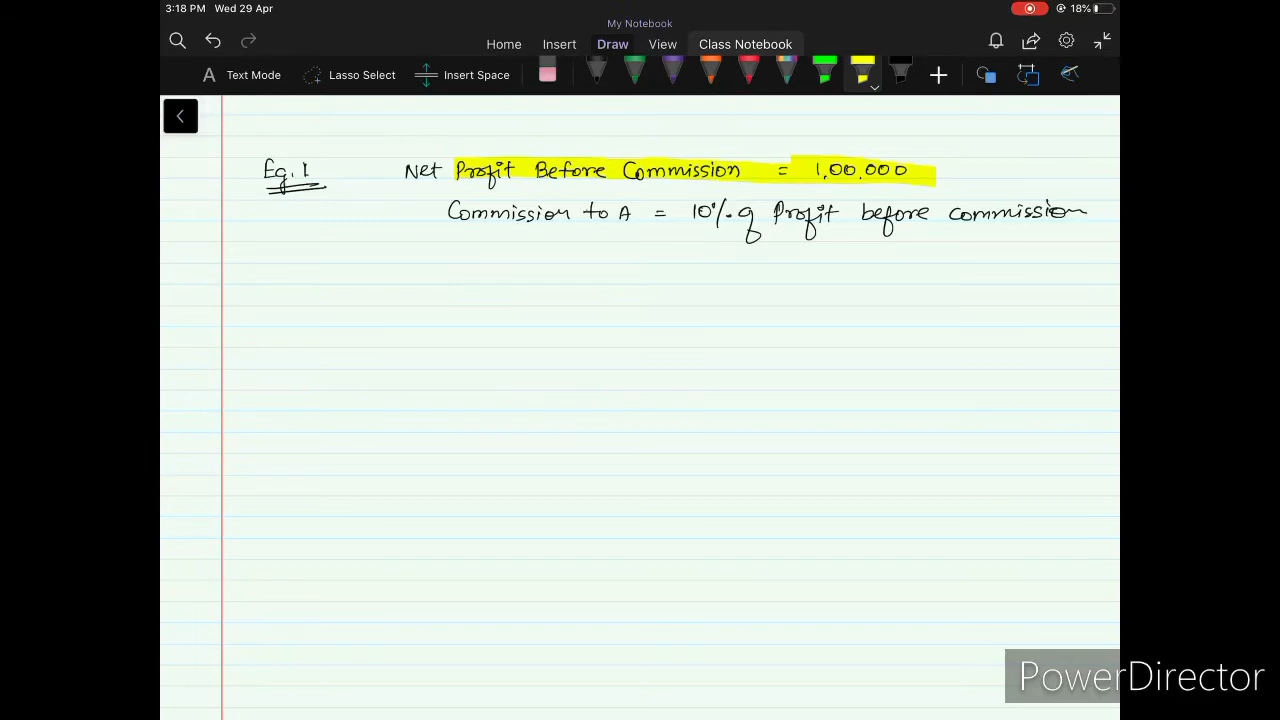 3:18 PM Wed 29 Apr
18%
My Notebook
Home Insert Draw View Class Notebook
Text Mode Lasso Select Insert Space
Eg. 1 Net Profit Before Commission = 1,00,000
Commission to A = 10% of Profit before commission
PowerDirector